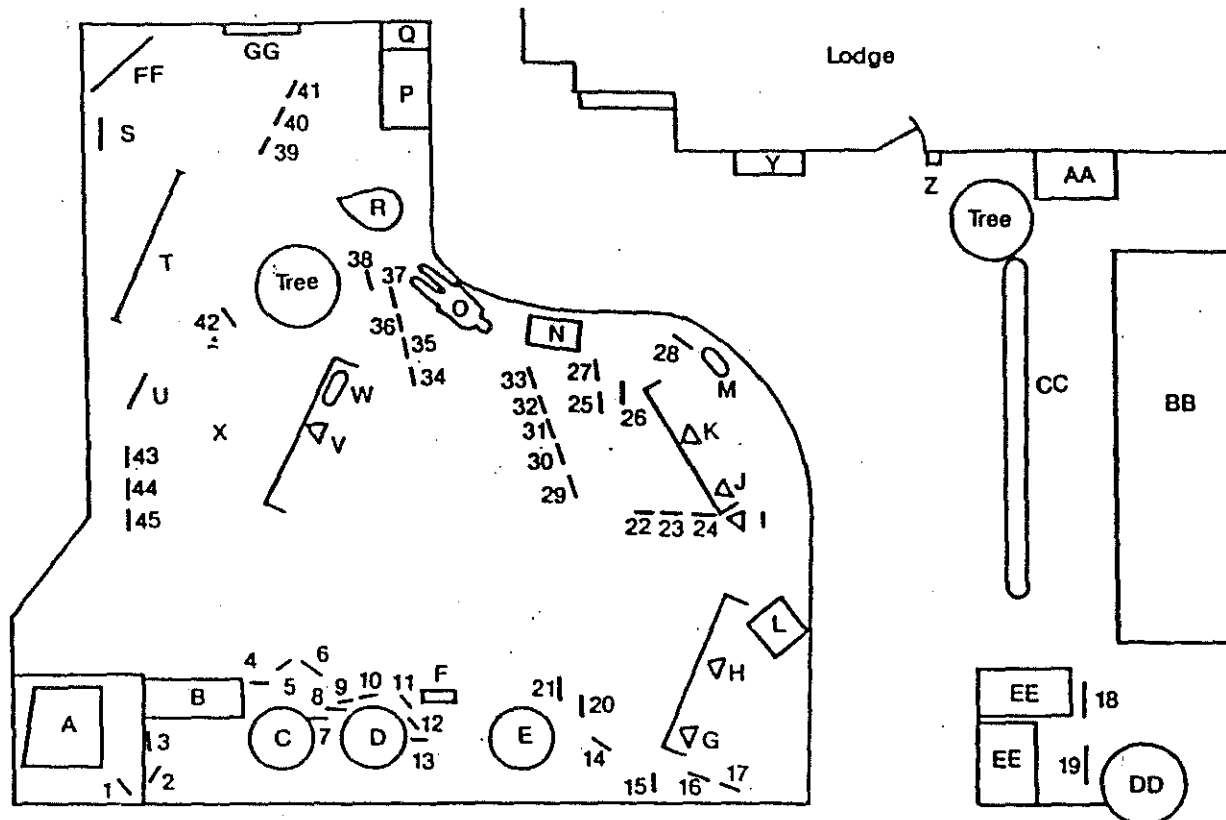 Q
Lodge
GG
FF
P
41
S
40
39
Y
Z
AA
Tree
R
T
38
37
Tree
O
42
36
35
N
28
34
33
27
M
CC
BB
U
W
32
25
26
X
V
31
K
43
30
44
29
J
45
22
23
24
I
L
4
6
H
5
B
8
9
10
11
F
21
20
EE
18
A
C
7
D
12
E
G
3
13
14
EE
19
DD
1
2
15
16
17